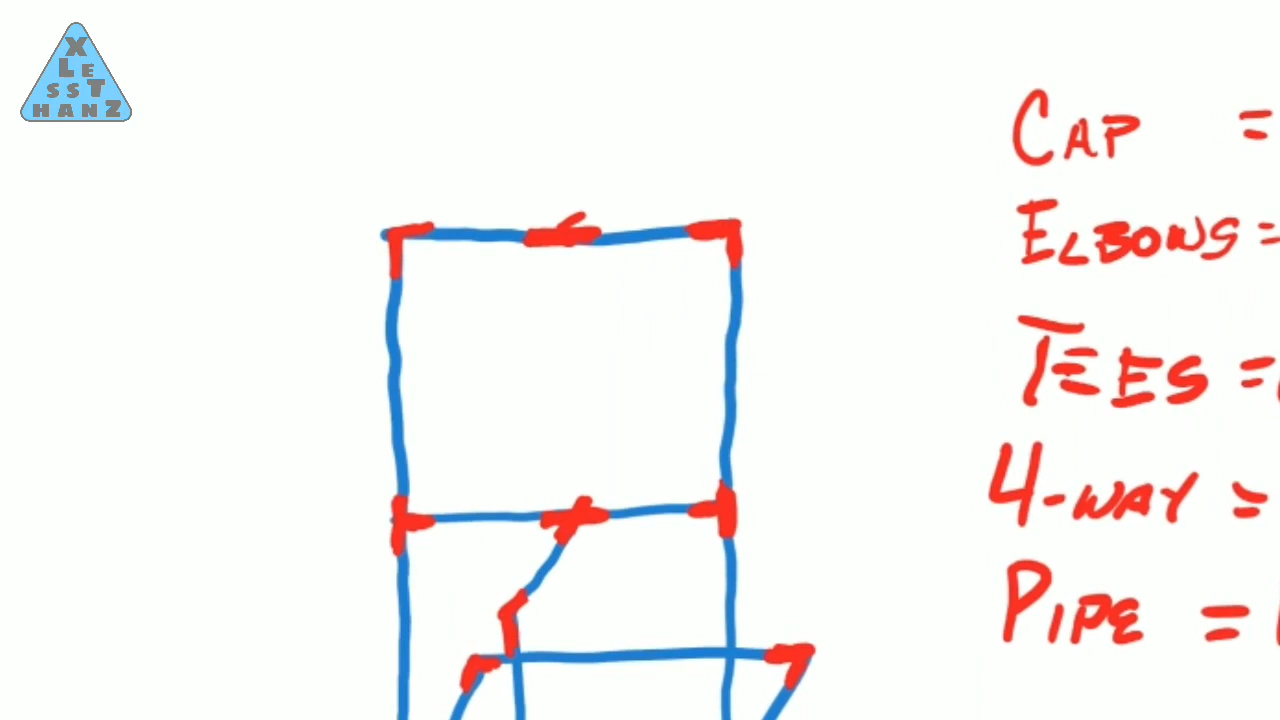 X
LE
SST
HANZ
CAP =
ELBOWS =
TEES =
4-WAY =
PIPE =